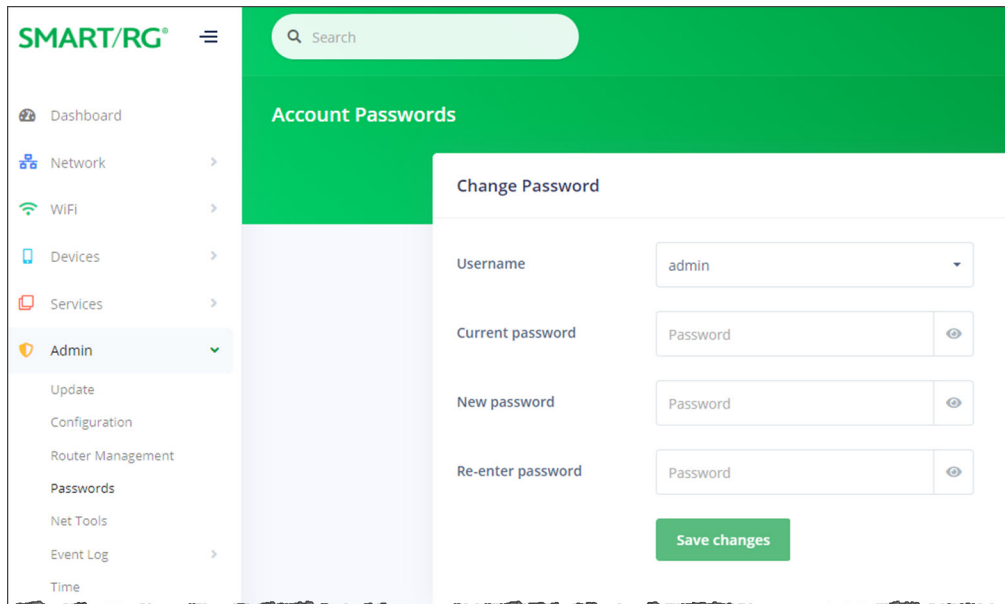 SMART/RG®
Search
Dashboard
Network
WiFi
Devices
Services
Admin
Update
Configuration
Router Management
Passwords
Net Tools
Event Log
Time
Account Passwords
Change Password
Username
admin
Current password
Password
New password
Password
Re-enter password
Password
Save changes